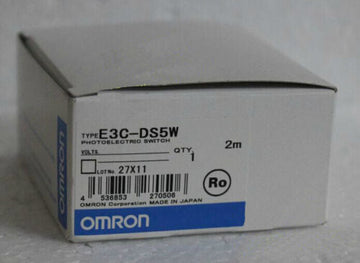 TYPE E3C-DS5W
PHOTOELECTRIC SWITCH
VOLTS QTY. 1 2m
LOT No. 27X11
Ro
4 536853 270506
OMRON Corporation MADE IN JAPAN
OMRON